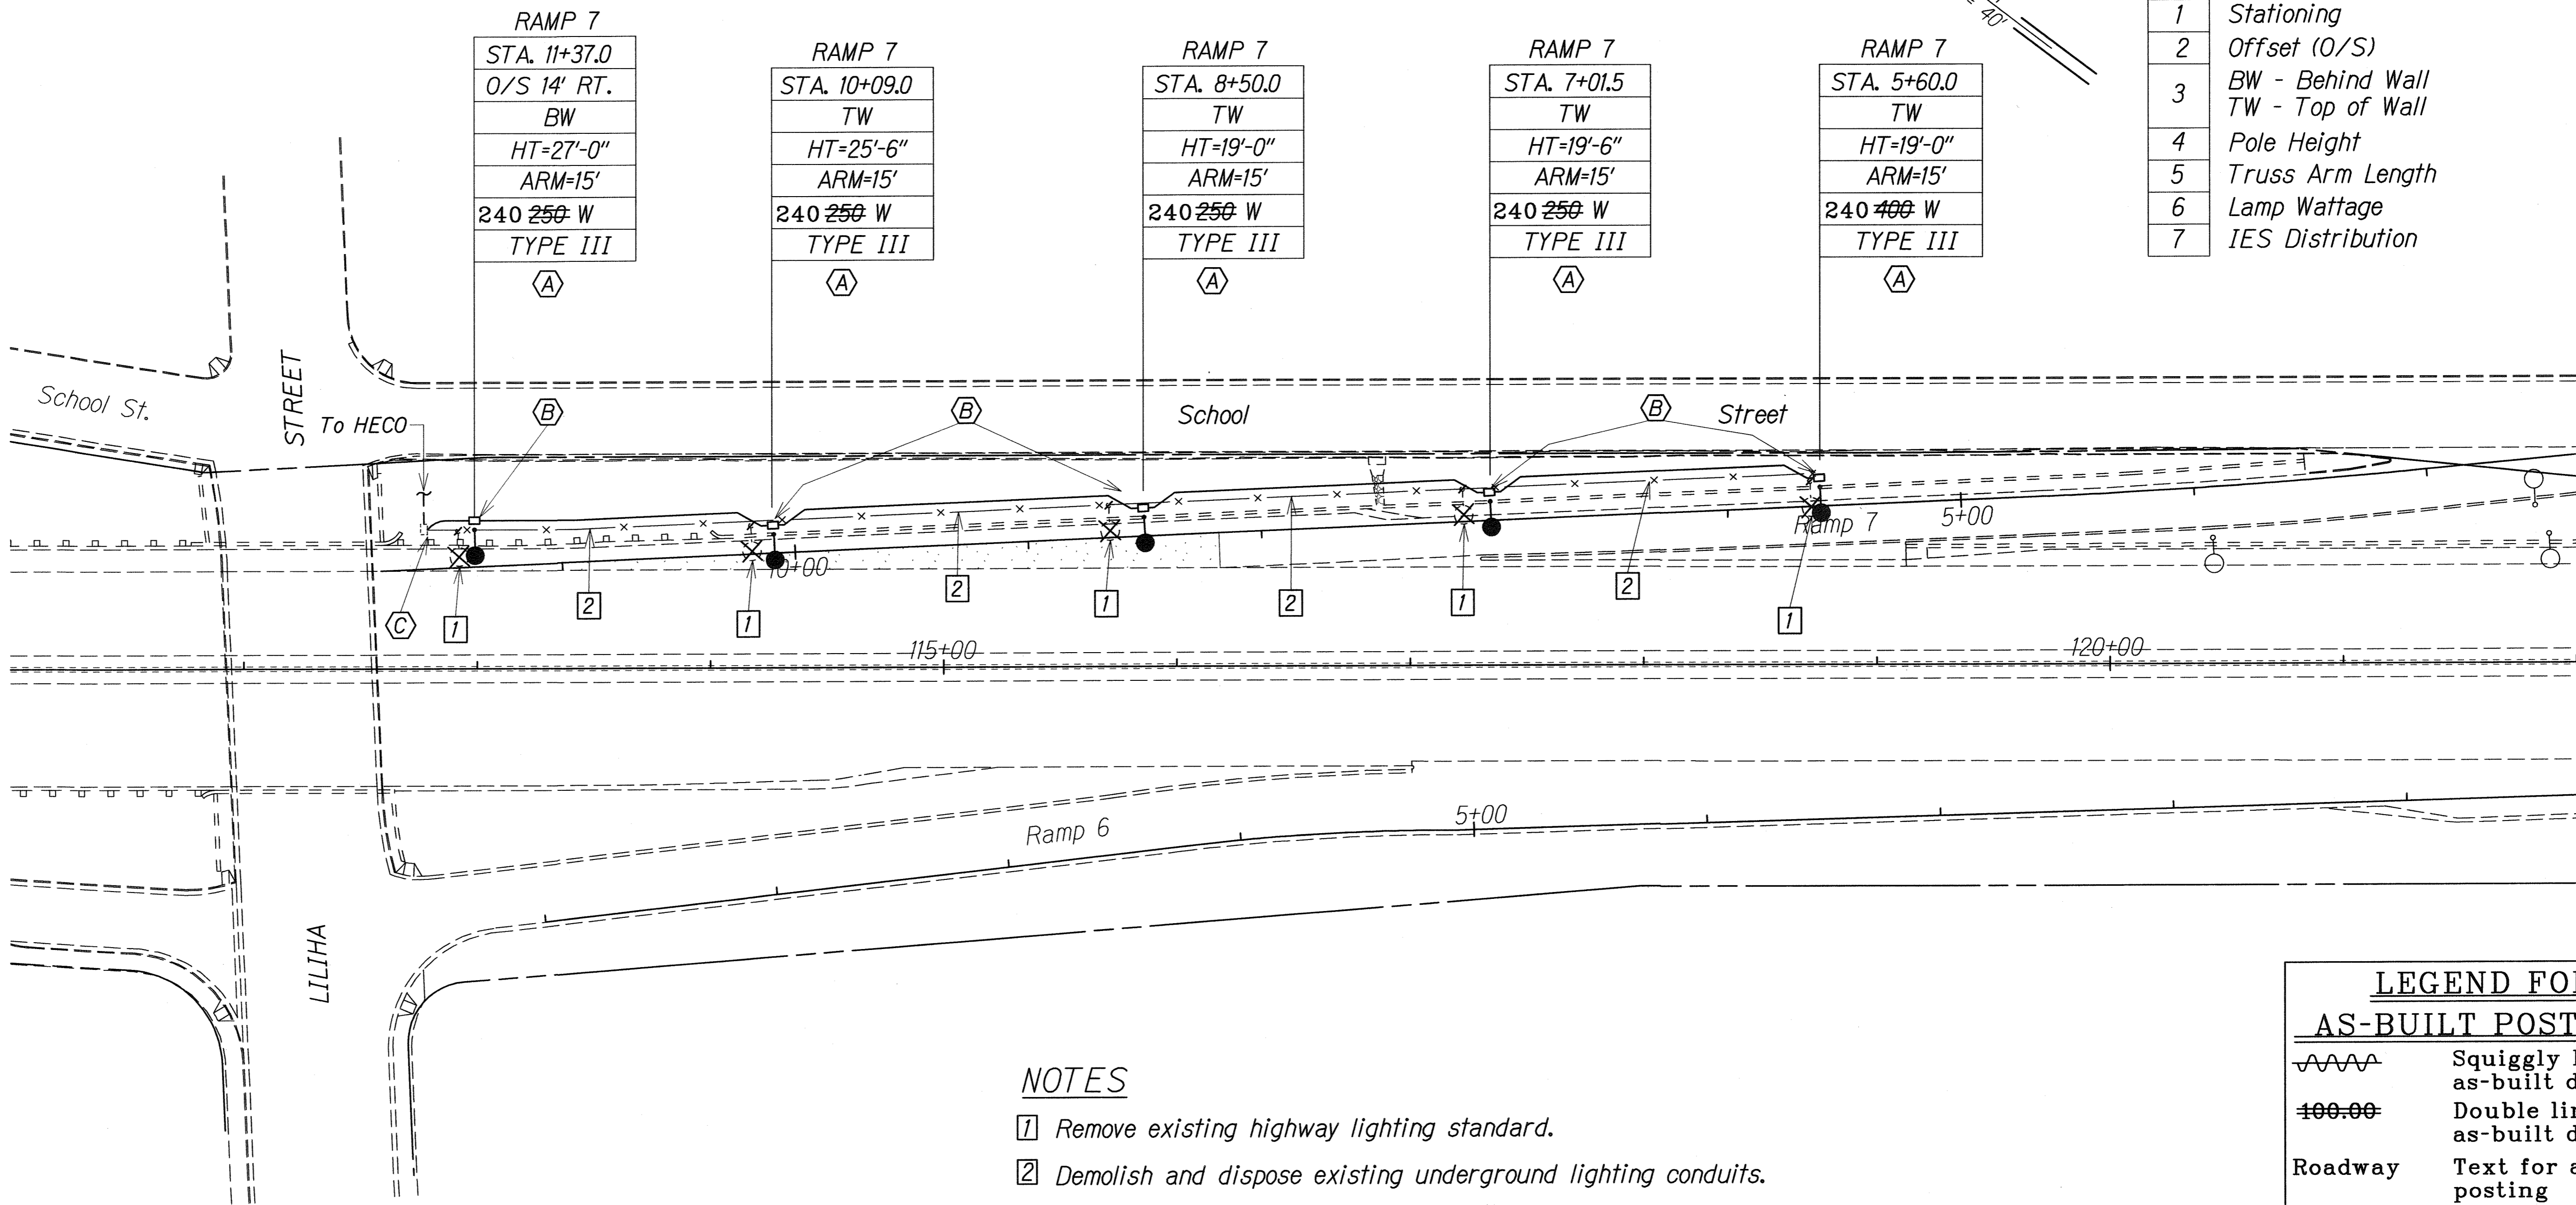 RAMP 7
STA. 11+37.0
O/S 14' RT.
BW
HT=27'-0"
ARM=15'
240 250 W
TYPE III
A
RAMP 7
STA. 10+09.0
TW
HT=25'-6"
ARM=15'
240 250 W
TYPE III
A
RAMP 7
STA. 8+50.0
TW
HT=19'-0"
ARM=15'
240 250 W
TYPE III
A
RAMP 7
STA. 7+01.5
TW
HT=19'-6"
ARM=15'
240 250 W
TYPE III
A
RAMP 7
STA. 5+60.0
TW
HT=19'-0"
ARM=15'
240 400 W
TYPE III
A
40'
1 Stationing
2 Offset (O/S)
3 BW - Behind Wall
TW - Top of Wall
4 Pole Height
5 Truss Arm Length
6 Lamp Wattage
7 IES Distribution
School St.
STREET
To HECO
B
B
School
B
Street
Ramp 7
5+00
10+00
C
1
2
1
2
1
2
1
2
1
115+00
120+00
Ramp 6
5+00
LILIHA
NOTES
1 Remove existing highway lighting standard.
2 Demolish and dispose existing underground lighting conduits.
LEGEND
AS-BUILT
Squiggly
as-built
100.00 Double
as-built
Roadway Text for
posting